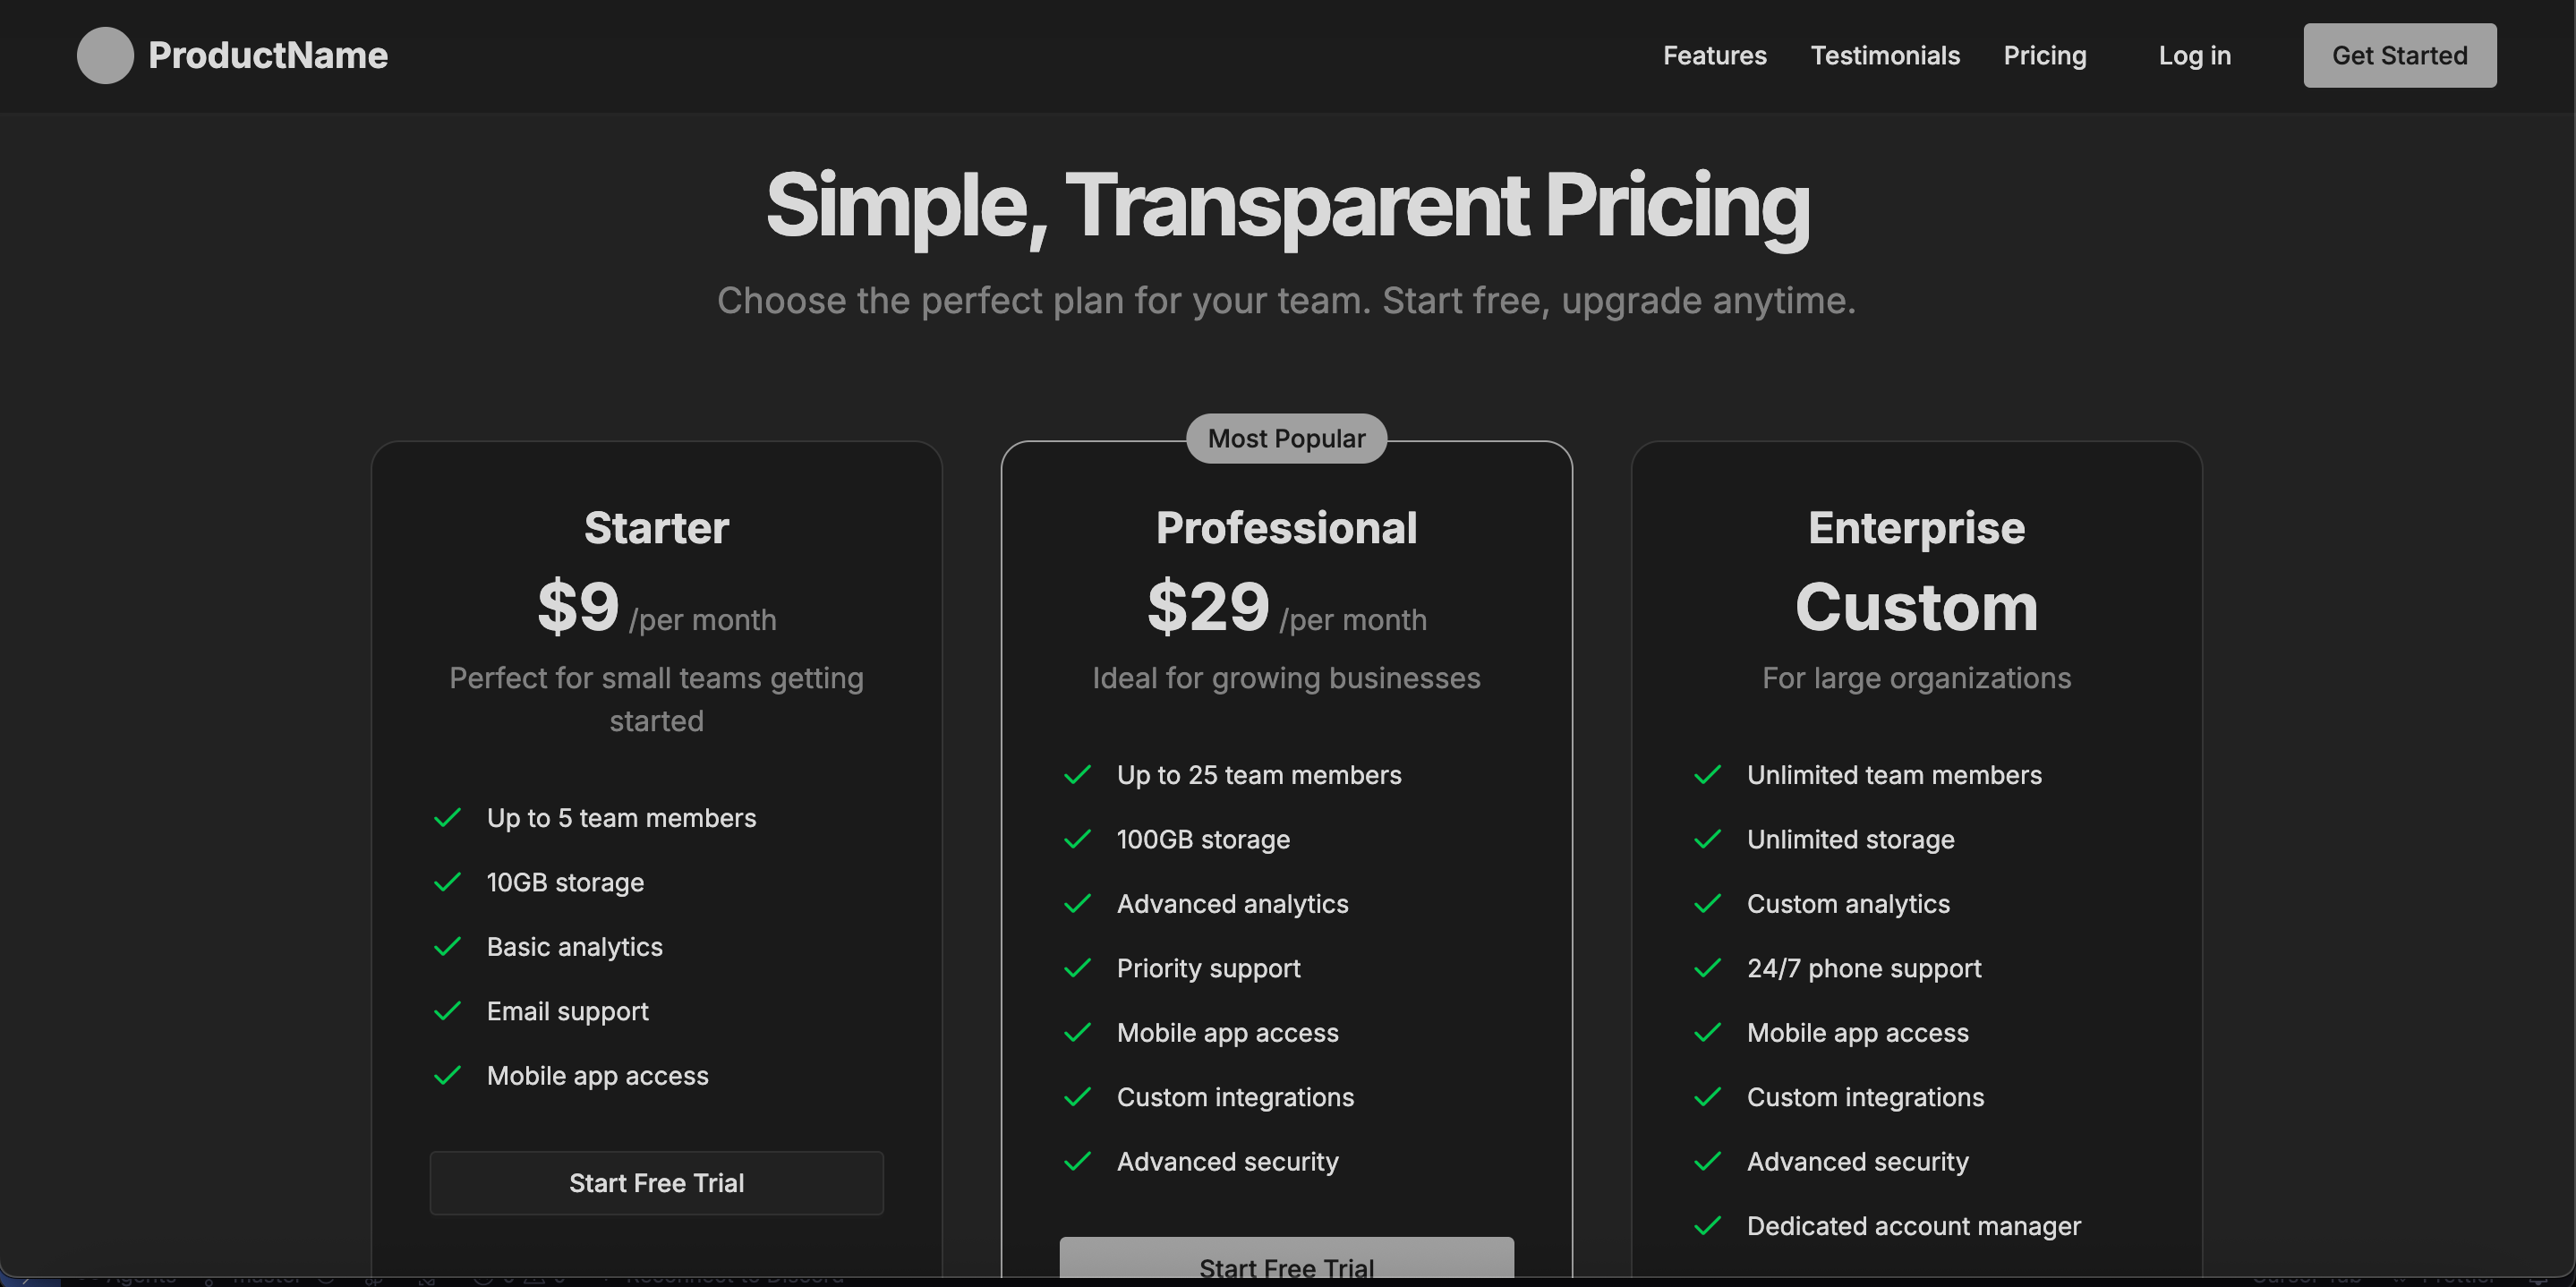 ProductName
Features
Testimonials
Pricing
Log in
Get Started
Simple, Transparent Pricing
Choose the perfect plan for your team. Start free, upgrade anytime.
Starter
$9 /per month
Perfect for small teams getting
started
Up to 5 team members
10GB storage
Basic analytics
Email support
Mobile app access
Start Free Trial
Most Popular
Professional
$29 /per month
Ideal for growing businesses
Up to 25 team members
100GB storage
Advanced analytics
Priority support
Mobile app access
Custom integrations
Advanced security
Start Free Trial
Enterprise
Custom
For large organizations
Unlimited team members
Unlimited storage
Custom analytics
24/7 phone support
Mobile app access
Custom integrations
Advanced security
Dedicated account manager